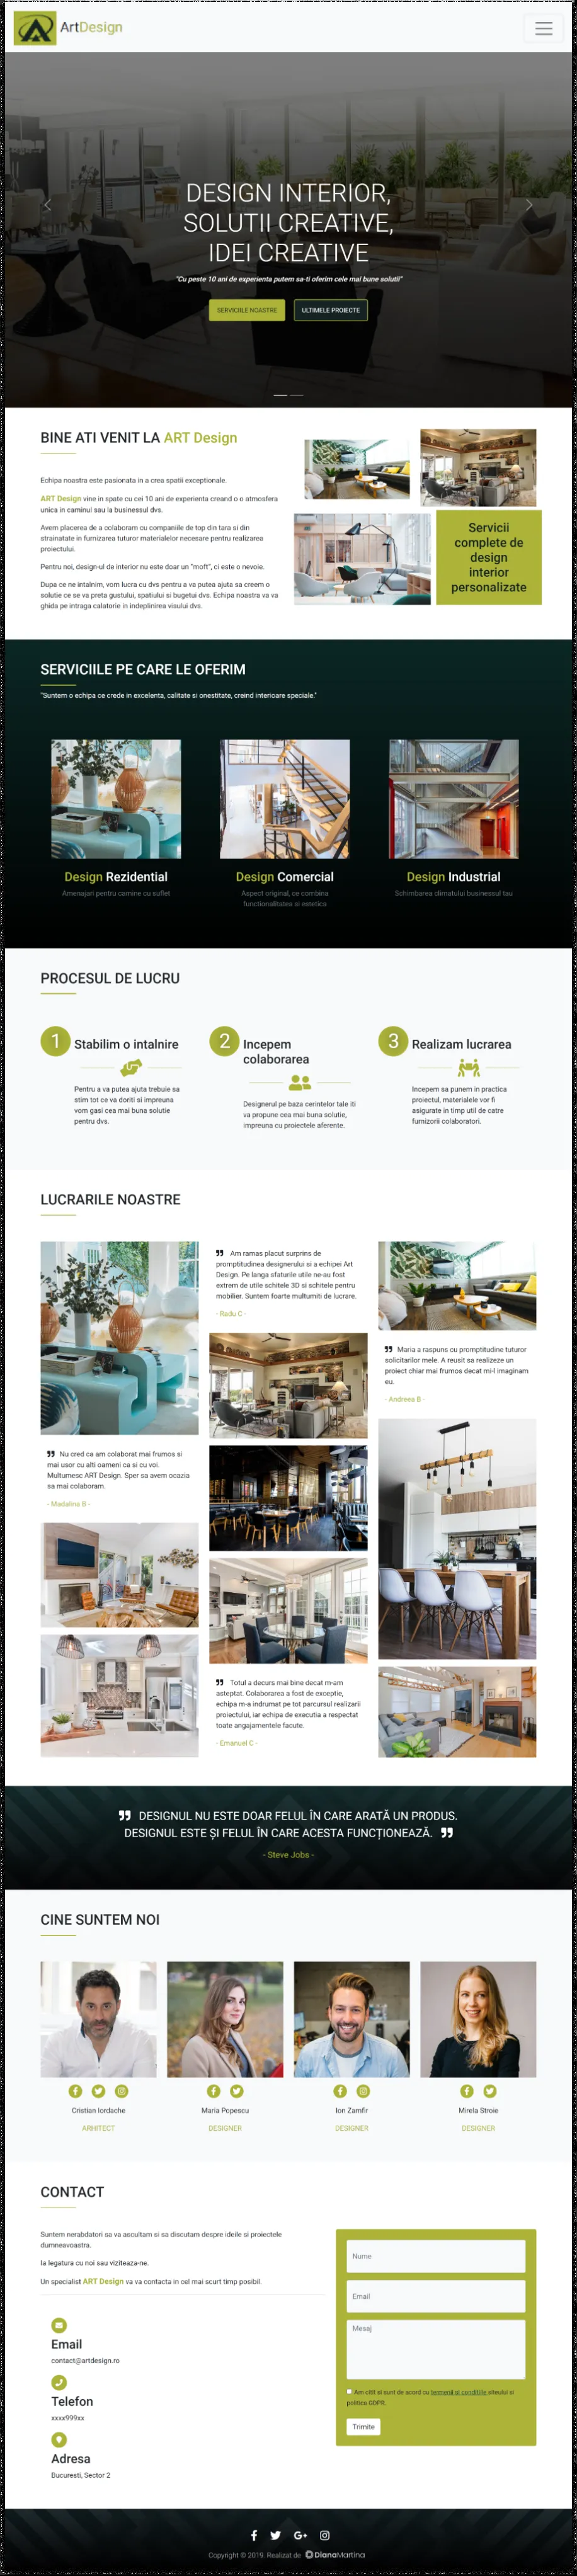 ArtDesign
DESIGN INTERIOR,
SOLUTII CREATIVE,
IDEI CREATIVE
"Cu peste 10 ani de experienta putem sa-ti oferim cele mai bune solutii"
SERVICIILE NOASTRE
ULTIMELE PROIECTE
BINE ATI VENIT LA ART Design
Echipa noastra este pasionata in a crea spatii exceptionale.
ART Design vine in spate cu cei 10 ani de experienta creand o o atmosfera
unica in caminul sau la businessul dvs.
Avem placerea de a colabora cu companiile de top din tara si din
strainatate in furnizarea tuturor materialelor necesare pentru realizarea
proiectului.
Pentru noi, design-ul de interior nu este doar un "moft", ci este o nevoie.
Dupa ce ne intalnim, vom lucra cu dvs pentru a va putea ajuta sa creem o
solutie ce se va preta gustului, spatiului si bugetui dvs. Echipa noastra va va
ghida pe intraga calatorie in indeplinirea visului dvs.
Servicii
complete de
design
interior
personalizate
SERVICIILE PE CARE LE OFERIM
"Suntem o echipa ce crede in excelenta, calitate si onestitate, creind interioare speciale."
Design Rezidential
Amenajari pentru camine cu suflet
Design Comercial
Aspect original, ce combina
functionalitatea si estetica
Design Industrial
Schimbarea climatului businessul tau
PROCESUL DE LUCRU
1 Stabilim o intalnire
Pentru a va putea ajuta trebuie sa
stim tot ce va doriti si impreuna
vom gasi cea mai buna solutie
pentru dvs.
2 Incepem
colaborarea
Designerul pe baza cerintelor tale iti
va propune cea mai buna solutie,
impreuna cu proiectele aferente.
3 Realizam lucrarea
Incepem sa punem in practica
proiectul, materialele vor fi
asigurate in timp util de catre
furnizorii colaboratori.
LUCRARILE NOASTRE
Am ramas placut surprins de
promptitudinea designerului si a echipei Art
Design. Pe langa sfaturile utile ne-au fost
extrem de utile schitele 3D si schitele pentru
mobilier. Suntem foarte multumiti de lucrare.
- Radu C -
Maria a raspuns cu promptitudine tuturor
solicitarilor mele. A reusit sa realizeze un
proiect chiar mai frumos decat mi-l imaginam
eu.
- Andreea B -
Nu cred ca am colaborat mai frumos si
mai usor cu alti oameni ca si cu voi.
Multumesc ART Design. Sper sa avem ocazia
sa mai colaboram.
- Madalina B -
Totul a decurs mai bine decat m-am
asteptat. Colaborarea a fost de exceptie,
echipa m-a indrumat pe tot parcursul realizarii
proiectului, iar echipa de executia a respectat
toate angajamentele facute.
- Emanuel C -
DESIGNUL NU ESTE DOAR FELUL ÎN CARE ARATĂ UN PRODUS.
DESIGNUL ESTE ȘI FELUL ÎN CARE ACESTA FUNCȚIONEAZĂ.
- Steve Jobs -
CINE SUNTEM NOI
Cristian Iordache
ARHITECT
Maria Popescu
DESIGNER
Ion Zamfir
DESIGNER
Mirela Stroie
DESIGNER
CONTACT
Suntem nerabdatori sa va ascultam si sa discutam despre ideile si proiectele
dumneavoastra.
Ia legatura cu noi sau viziteaza-ne.
Un specialist ART Design va va contacta in cel mai scurt timp posibil.
Email
contact@artdesign.ro
Telefon
xxxx999xx
Adresa
Bucuresti, Sector 2
Nume
Email
Mesaj
Am citit si sunt de acord cu termenii si conditiile siteului si
politica GDPR.
Trimite
Copyright © 2019. Realizat de DianaMartina